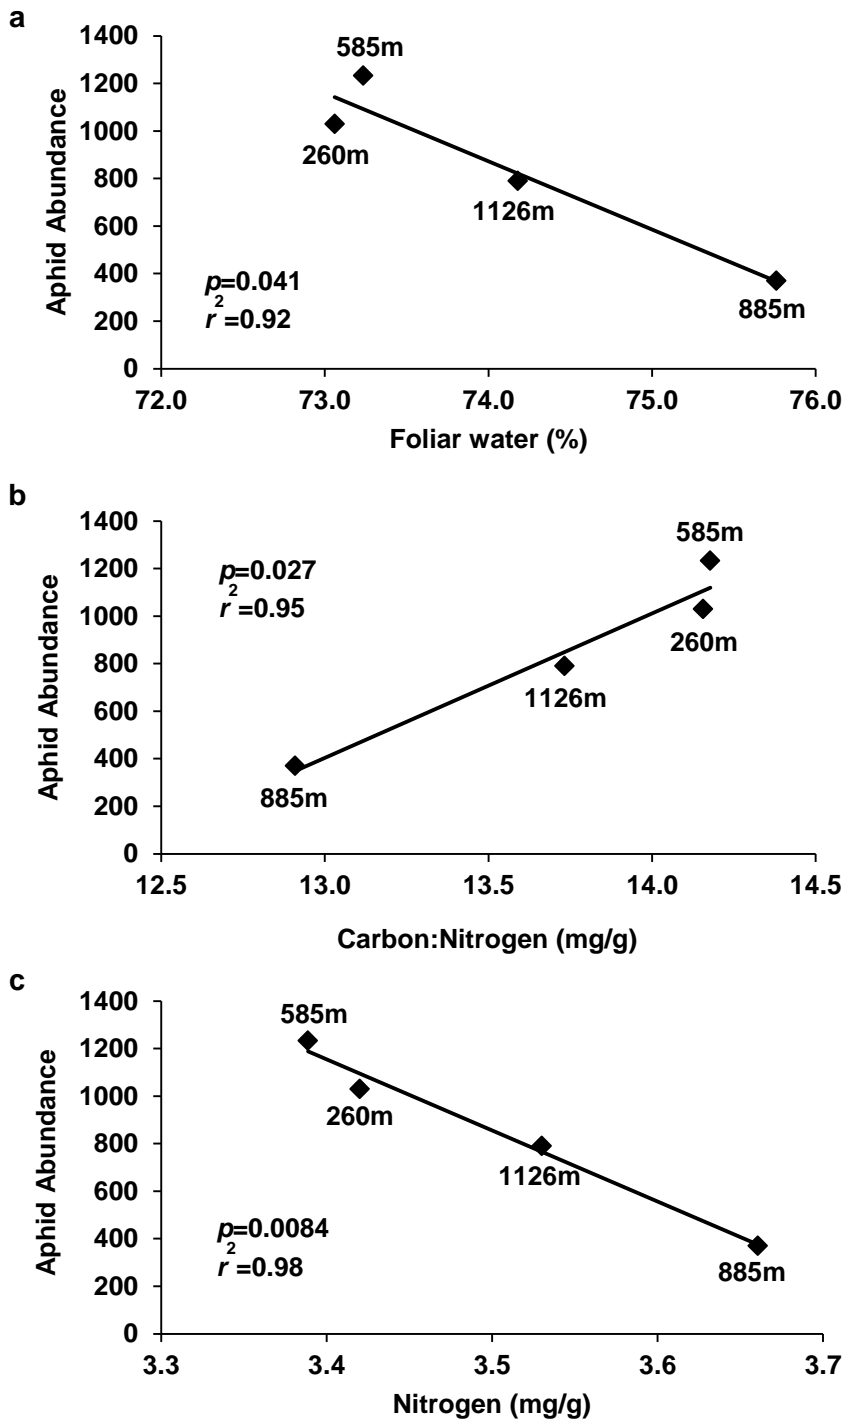 a
1400
1200
1000
800
600
400
200
0
Aphid Abundance
585m
260m
1126m
885m
p=0.041
r2=0.92
72.0 73.0 74.0 75.0 76.0
Foliar water (%)
b
1400
1200
1000
800
600
400
200
0
Aphid Abundance
p=0.027
r2=0.95
585m
260m
1126m
885m
12.5 13.0 13.5 14.0 14.5
Carbon:Nitrogen (mg/g)
c
1400
1200
1000
800
600
400
200
0
Aphid Abundance
585m
260m
1126m
885m
p=0.0084
r2=0.98
3.3 3.4 3.5 3.6 3.7
Nitrogen (mg/g)